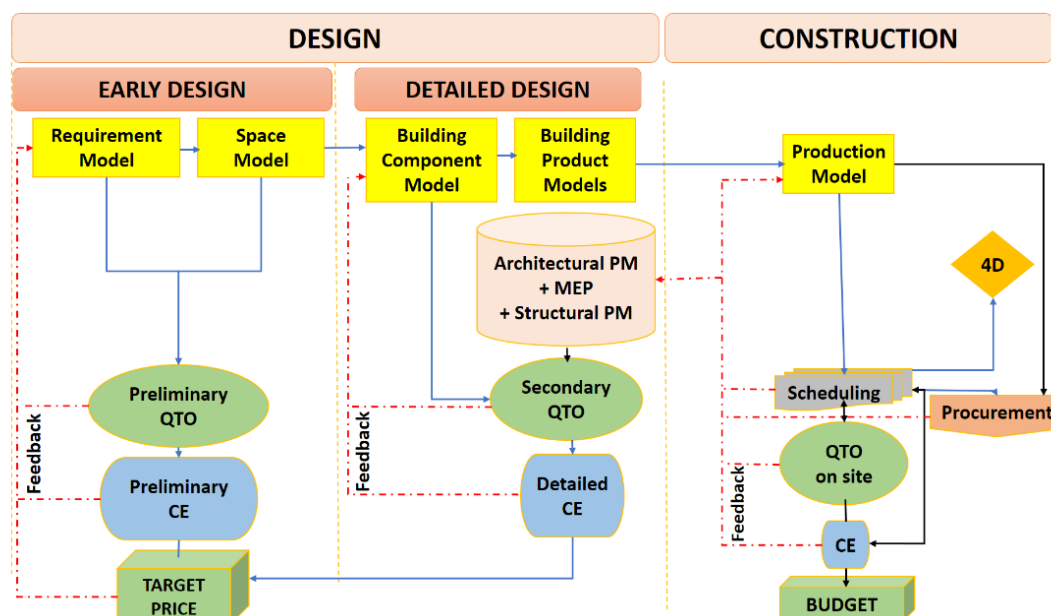 DESIGN
CONSTRUCTION
EARLY DESIGN
DETAILED DESIGN
Requirement
Model
Space
Model
Building
Component
Model
Building
Product
Models
Production
Model
Architectural PM
+ MEP
+ Structural PM
4D
Preliminary
QTO
Secondary
QTO
Scheduling
Procurement
QTO
on site
Feedback
Feedback
Feedback
Preliminary
CE
Detailed
CE
CE
TARGET
PRICE
BUDGET